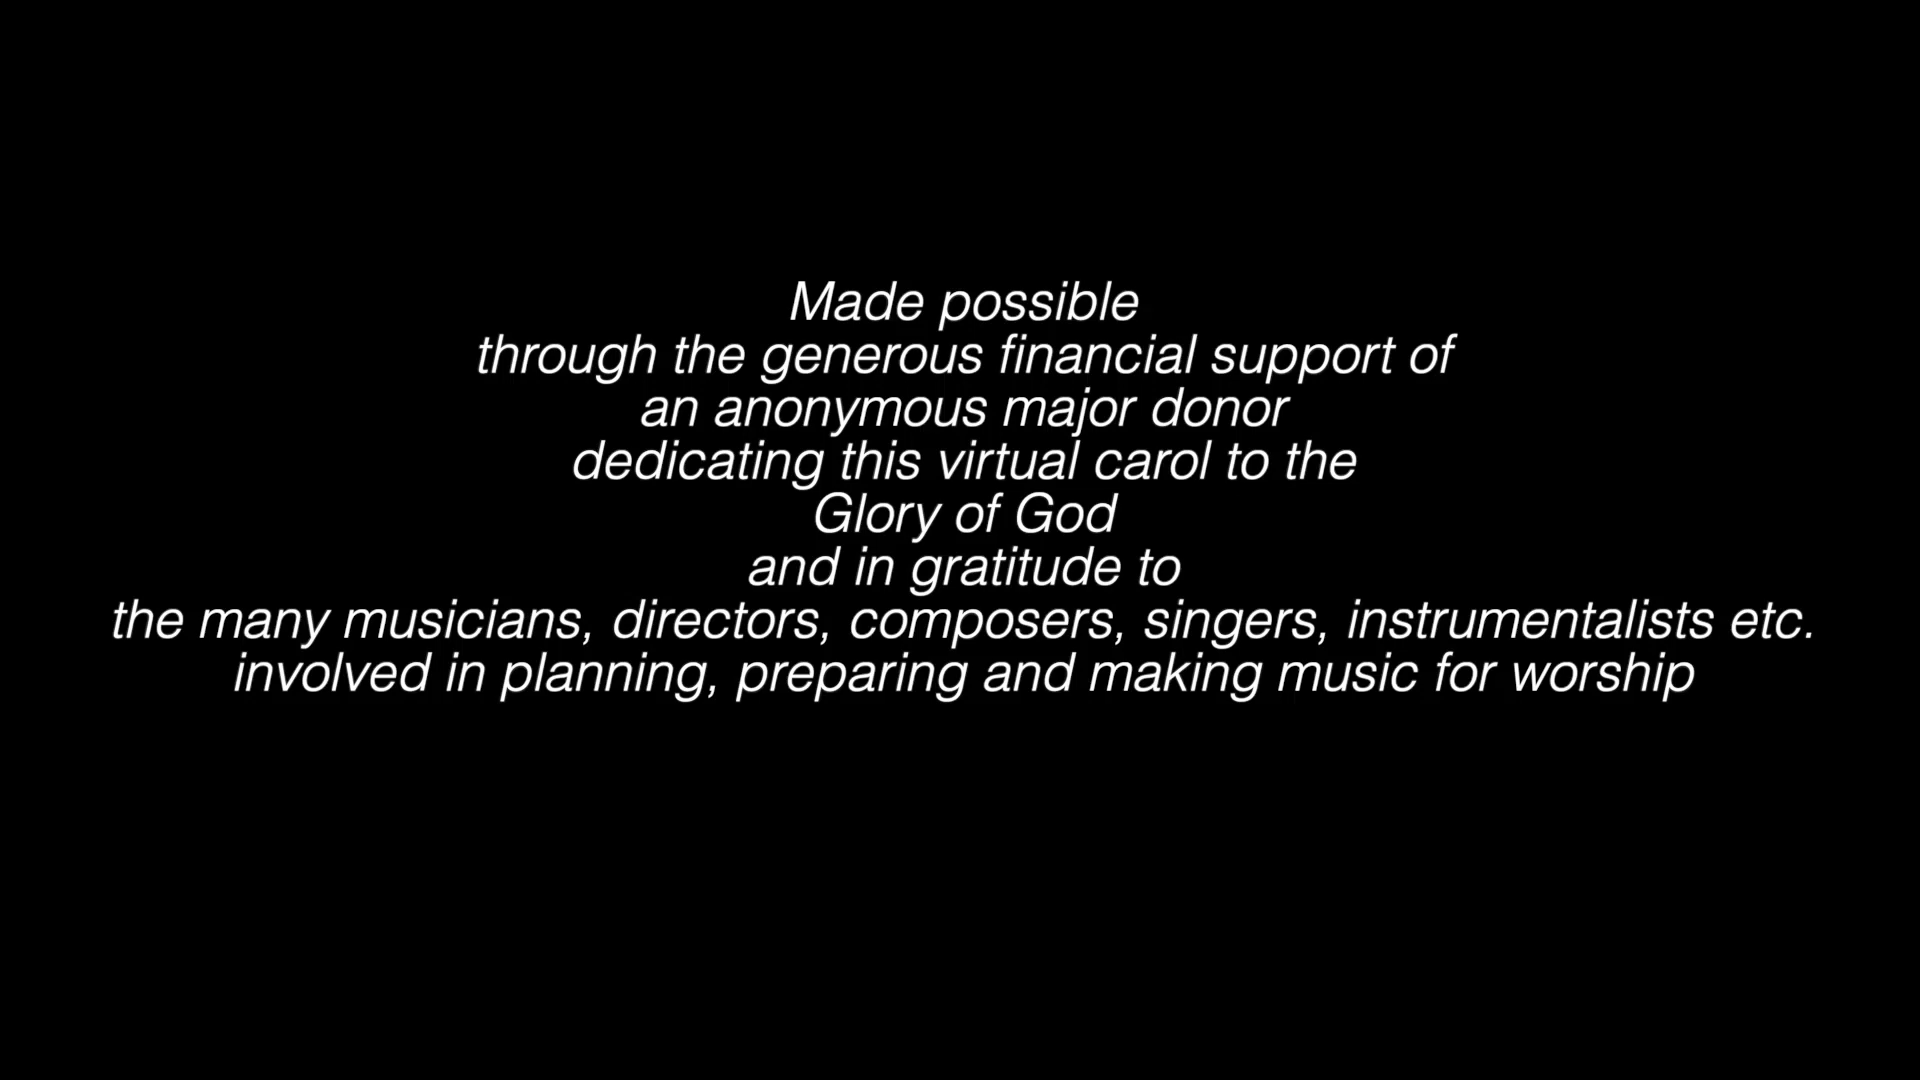 Made possible
through the generous financial support of
an anonymous major donor
dedicating this virtual carol to the
Glory of God
and in gratitude to
the many musicians, directors, composers, singers, instrumentalists etc.
involved in planning, preparing and making music for worship